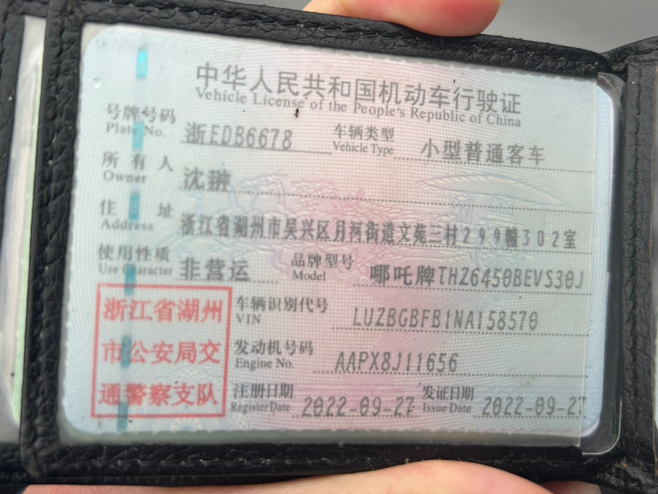 中华人民共和国机动车行驶证
Vehicle License of the People's Republic of China
号牌号码 浙EDB6678 车辆类型 小型普通客车
Plate No. Vehicle Type
所有人 沈翀
Owner
住址 浙江省湖州市吴兴区月河街道文苑三村299幢302室
Address
使用性质 非营运 品牌型号 哪吒牌THZ6450BEVS30J
Use Character Model
浙江省湖州
市公安局交
通警察支队
车辆识别代号 LUZBGBFB1NA158570
VIN
发动机号码 AAPX8J11656
Engine No.
注册日期 2022-09-27 发证日期 2022-09-27
Register Date Issue Date